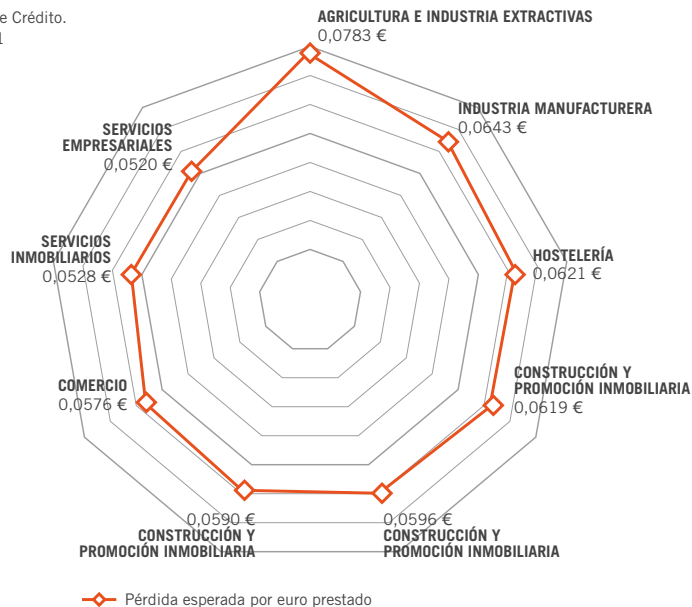 e Crédito.
1
AGRICULTURA E INDUSTRIA EXTRACTIVAS
0,0783 €
INDUSTRIA MANUFACTURERA
0,0643 €
HOSTELERÍA
0,0621 €
CONSTRUCCIÓN Y
PROMOCIÓN INMOBILIARIA
0,0619 €
0,0596 €
CONSTRUCCIÓN Y
PROMOCIÓN INMOBILIARIA
0,0590 €
CONSTRUCCIÓN Y
PROMOCIÓN INMOBILIARIA
COMERCIO
0,0576 €
SERVICIOS
INMOBILIARIOS
0,0528 €
SERVICIOS
EMPRESARIALES
0,0520 €
Pérdida esperada por euro prestado